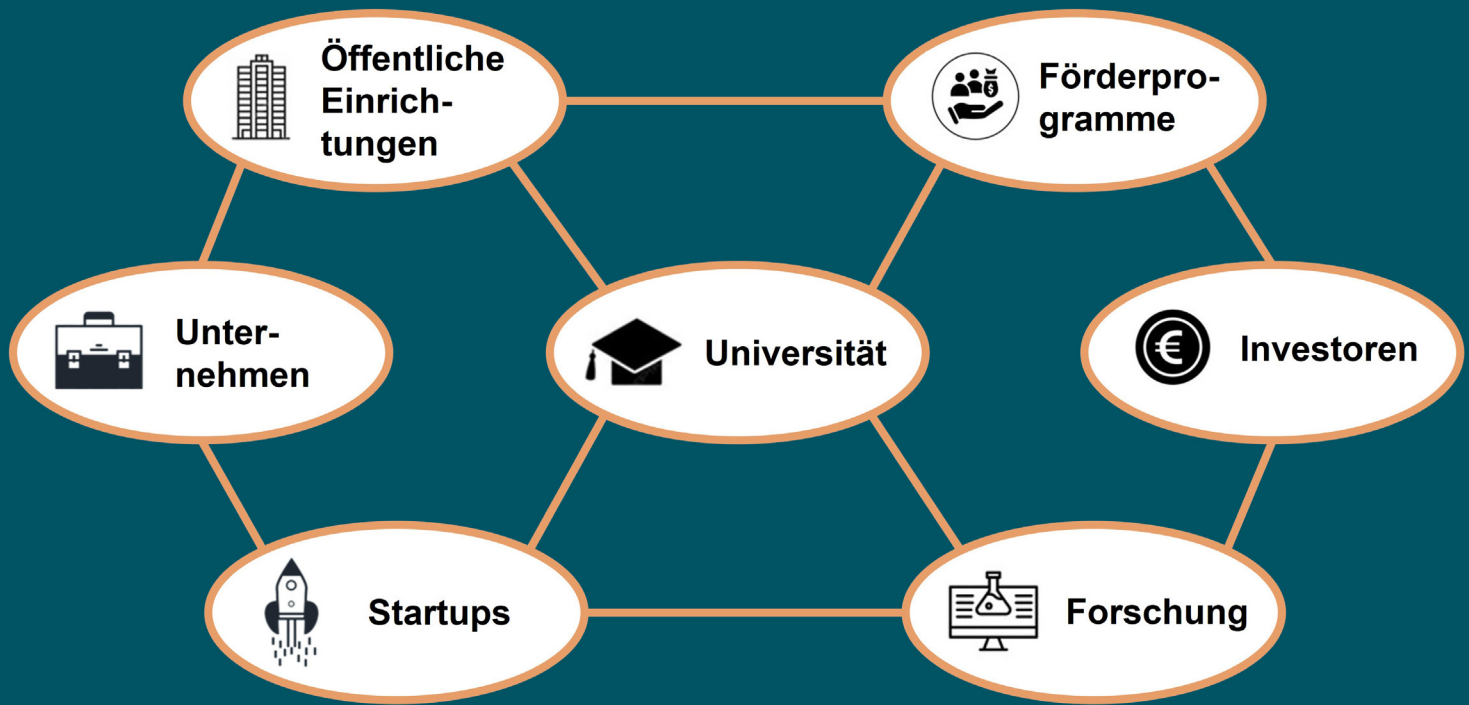 Öffentliche
Einrich-
tungen
Förderpro-
gramme
Unter-
nehmen
Universität
Investoren
Startups
Forschung